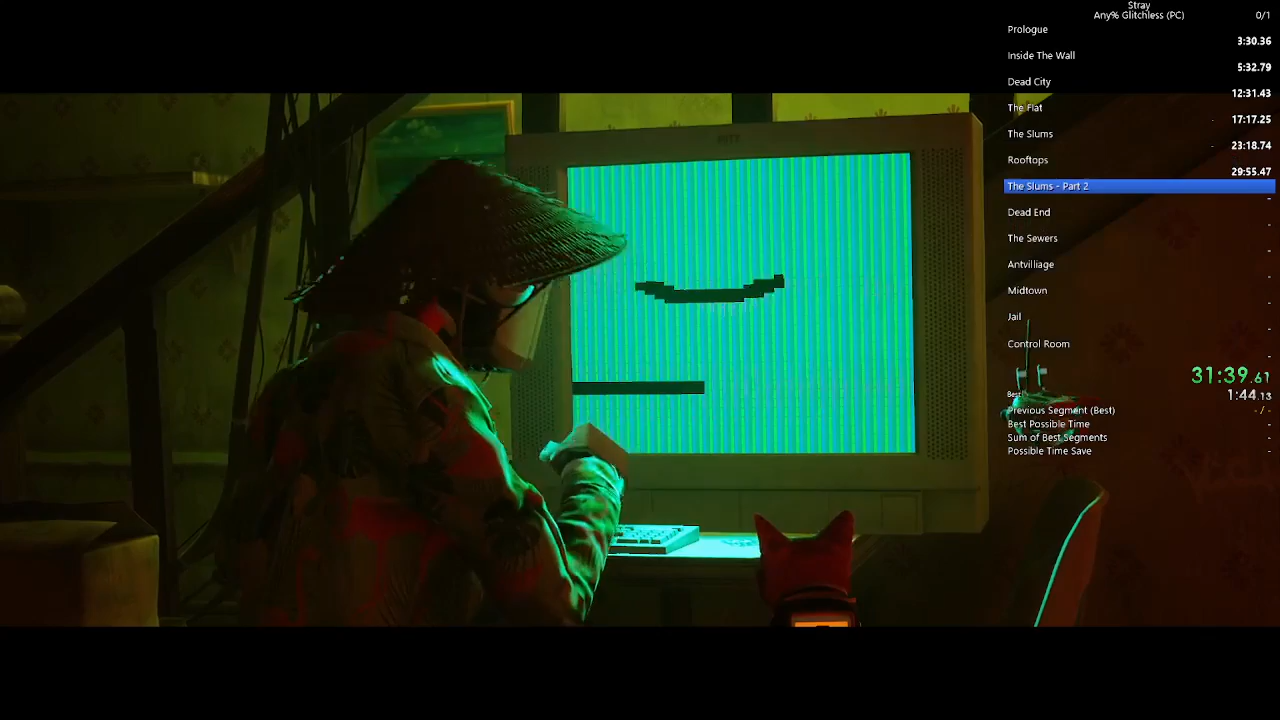 Stray
Any% Glitchless (PC) 0/1
Prologue
3:30.36
Inside The Wall
5:32.79
Dead City
12:31.43
The Flat
- 17:17.25
The Slums
- 23:18.74
Rooftops
29:55.47
The Slums - Part 2
-
Dead End
-
The Sewers
-
Antvilliage
-
Midtown
-
Jail
-
Control Room
-
31:39.61
Best: 1:44.13
Previous Segment (Best) - / -
Best Possible Time -
Sum of Best Segments -
Possible Time Save -